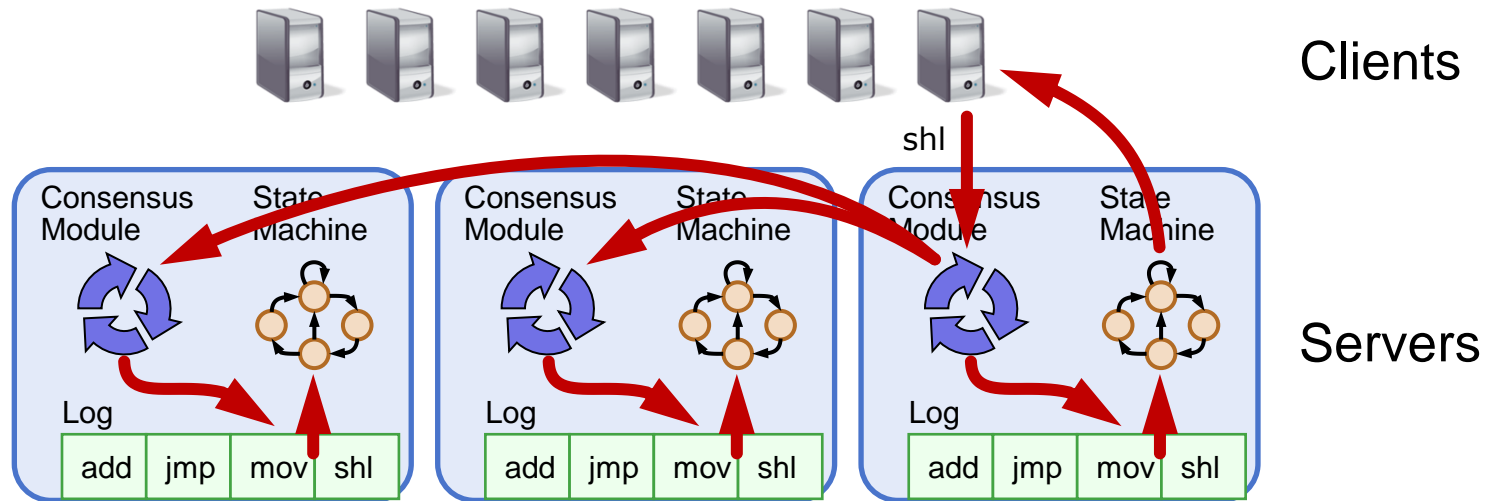 Clients
shl
Consensus Module
State Machine
Consensus Module
State Machine
Consensus Module
State Machine
Servers
Log
Log
Log
add jmp mov shl
add jmp mov shl
add jmp mov shl